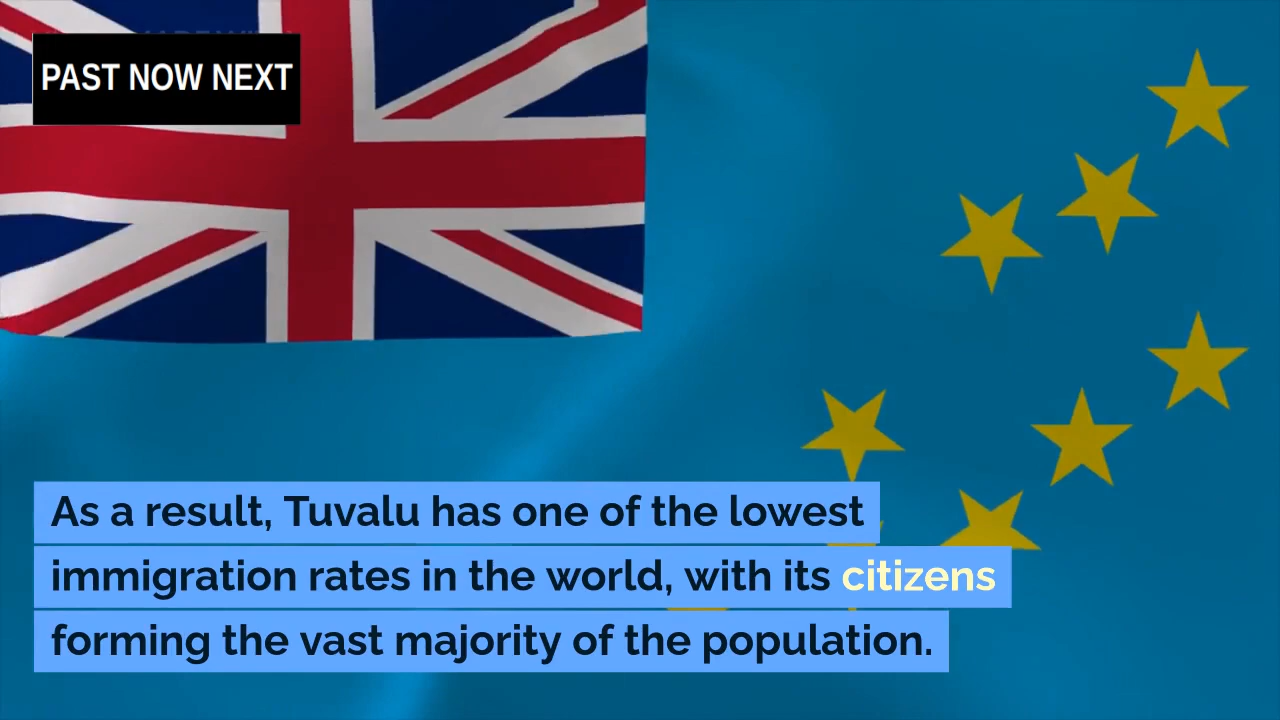 PAST NOW NEXT
As a result, Tuvalu has one of the lowest
immigration rates in the world, with its citizens
forming the vast majority of the population.